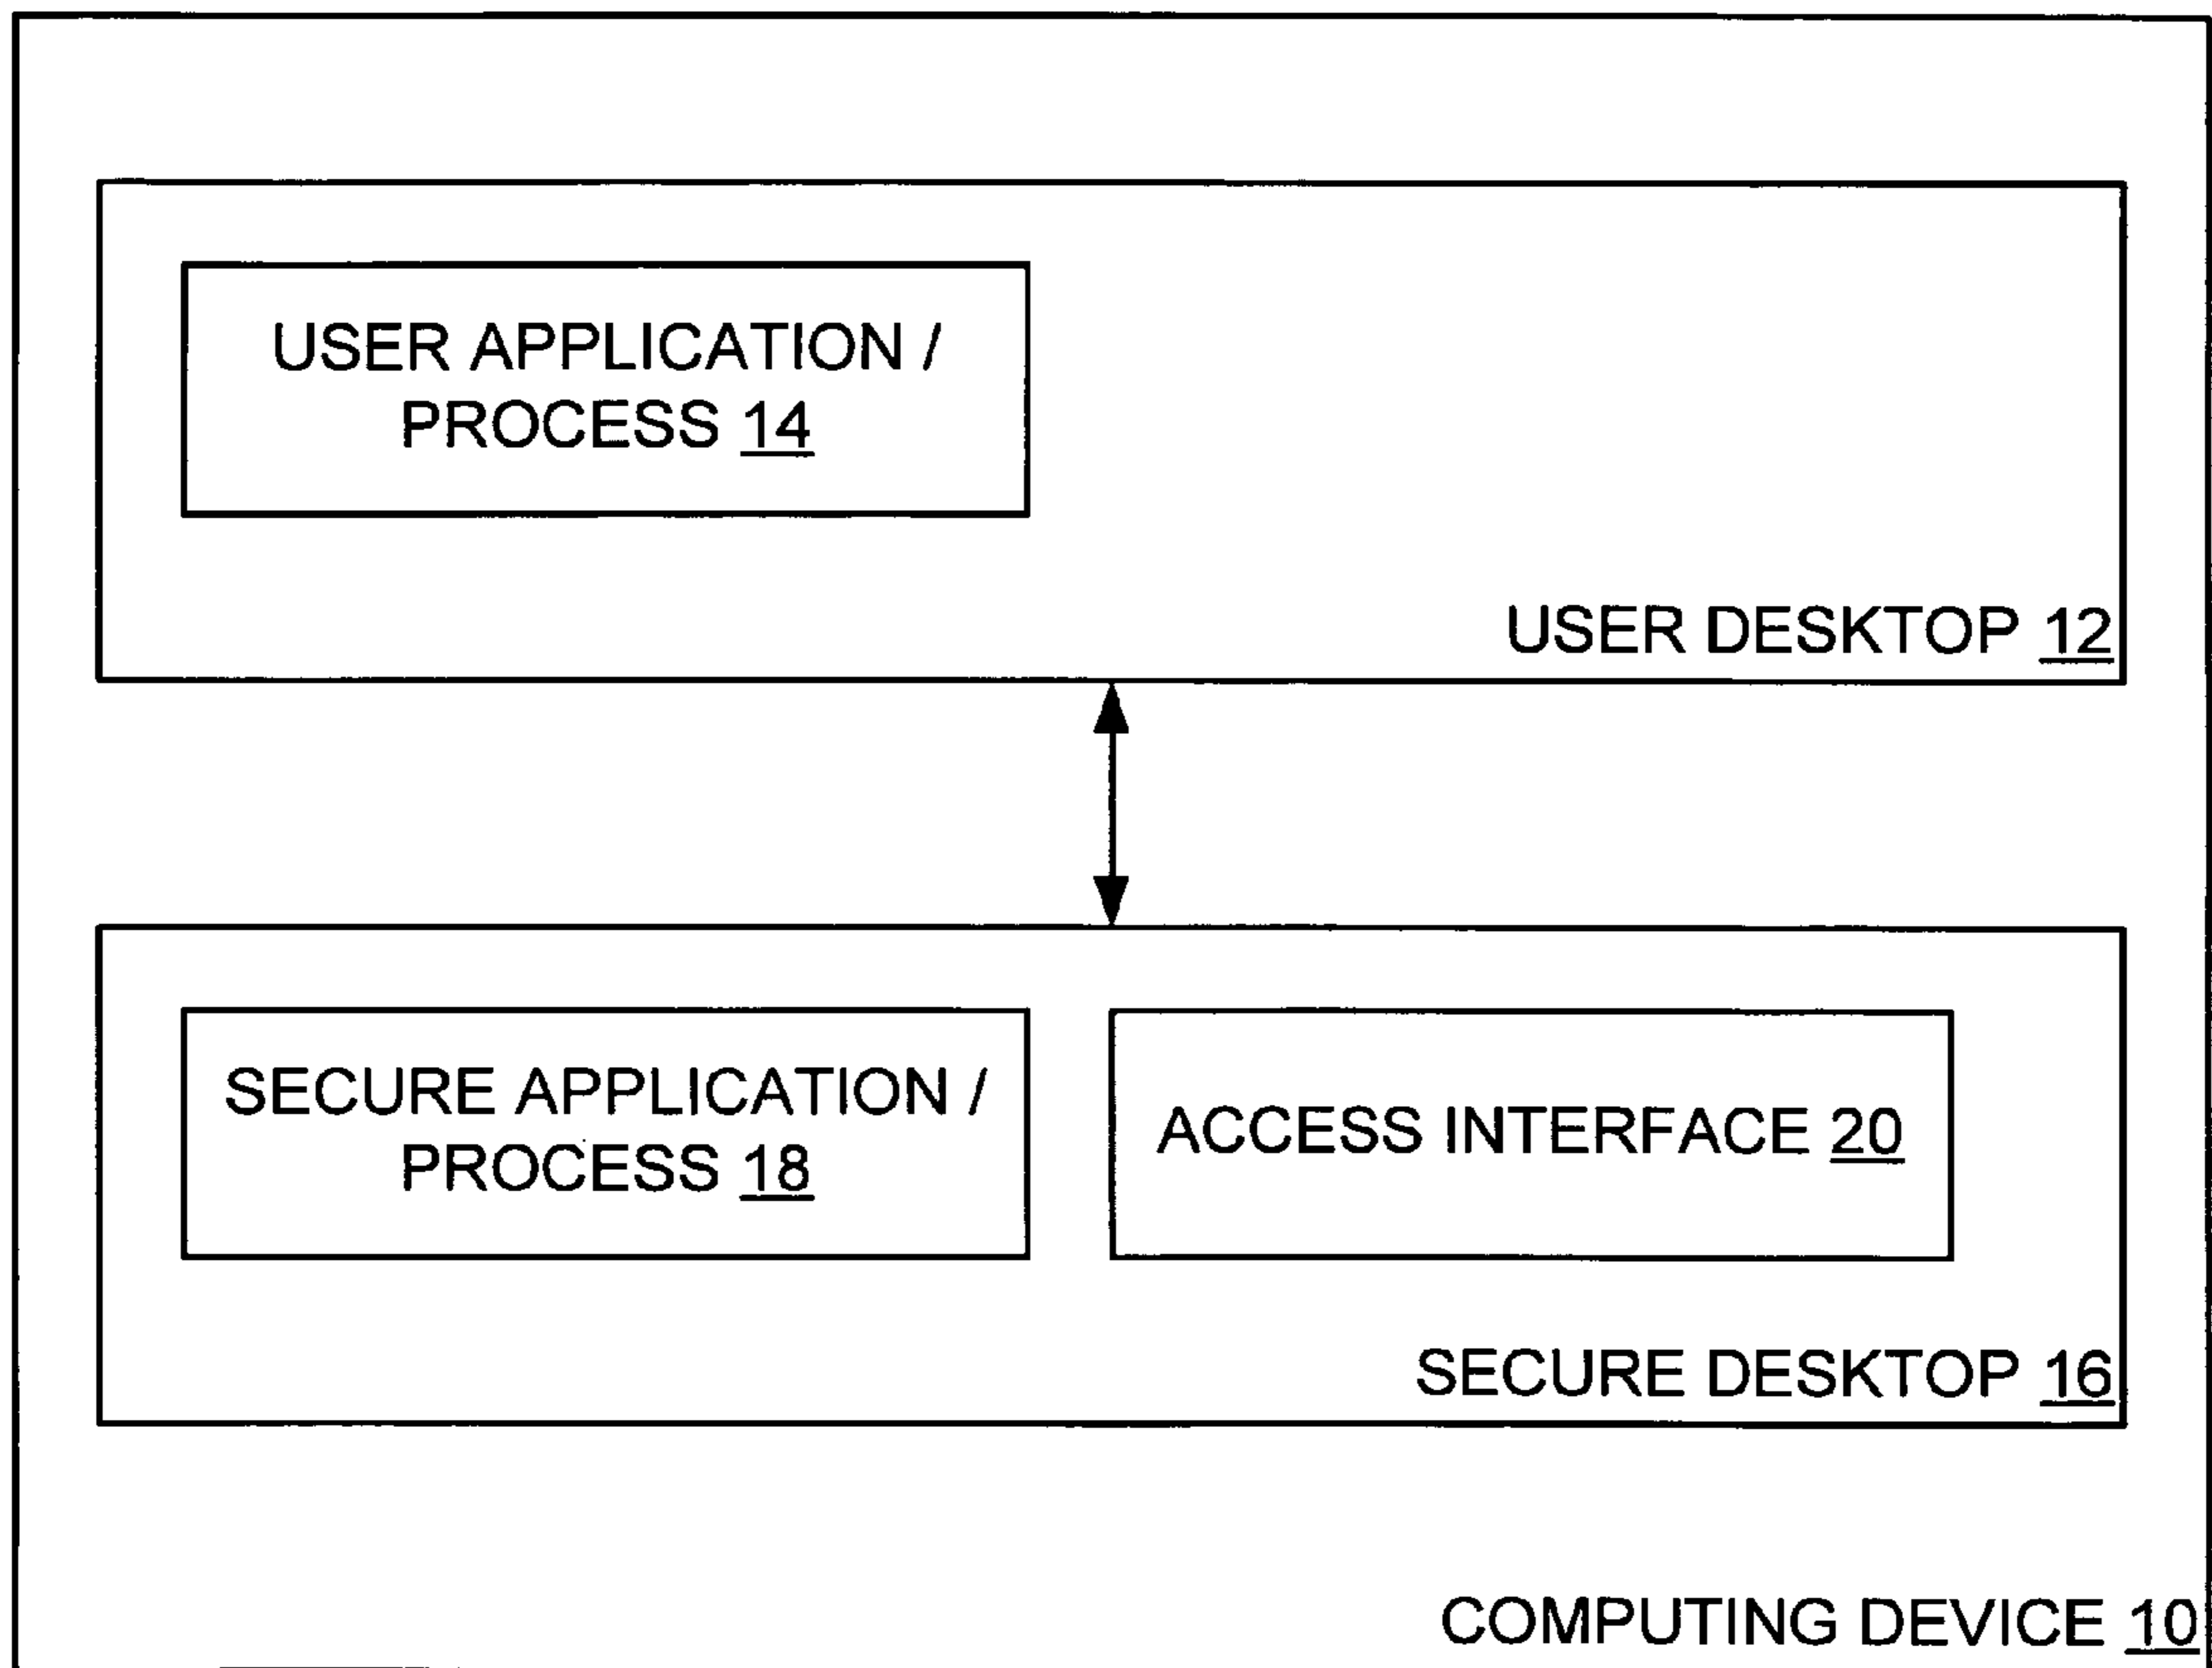 USER APPLICATION /
PROCESS 14
USER DESKTOP 12
SECURE APPLICATION /
PROCESS 18
ACCESS INTERFACE 20
SECURE DESKTOP 16
COMPUTING DEVICE 10